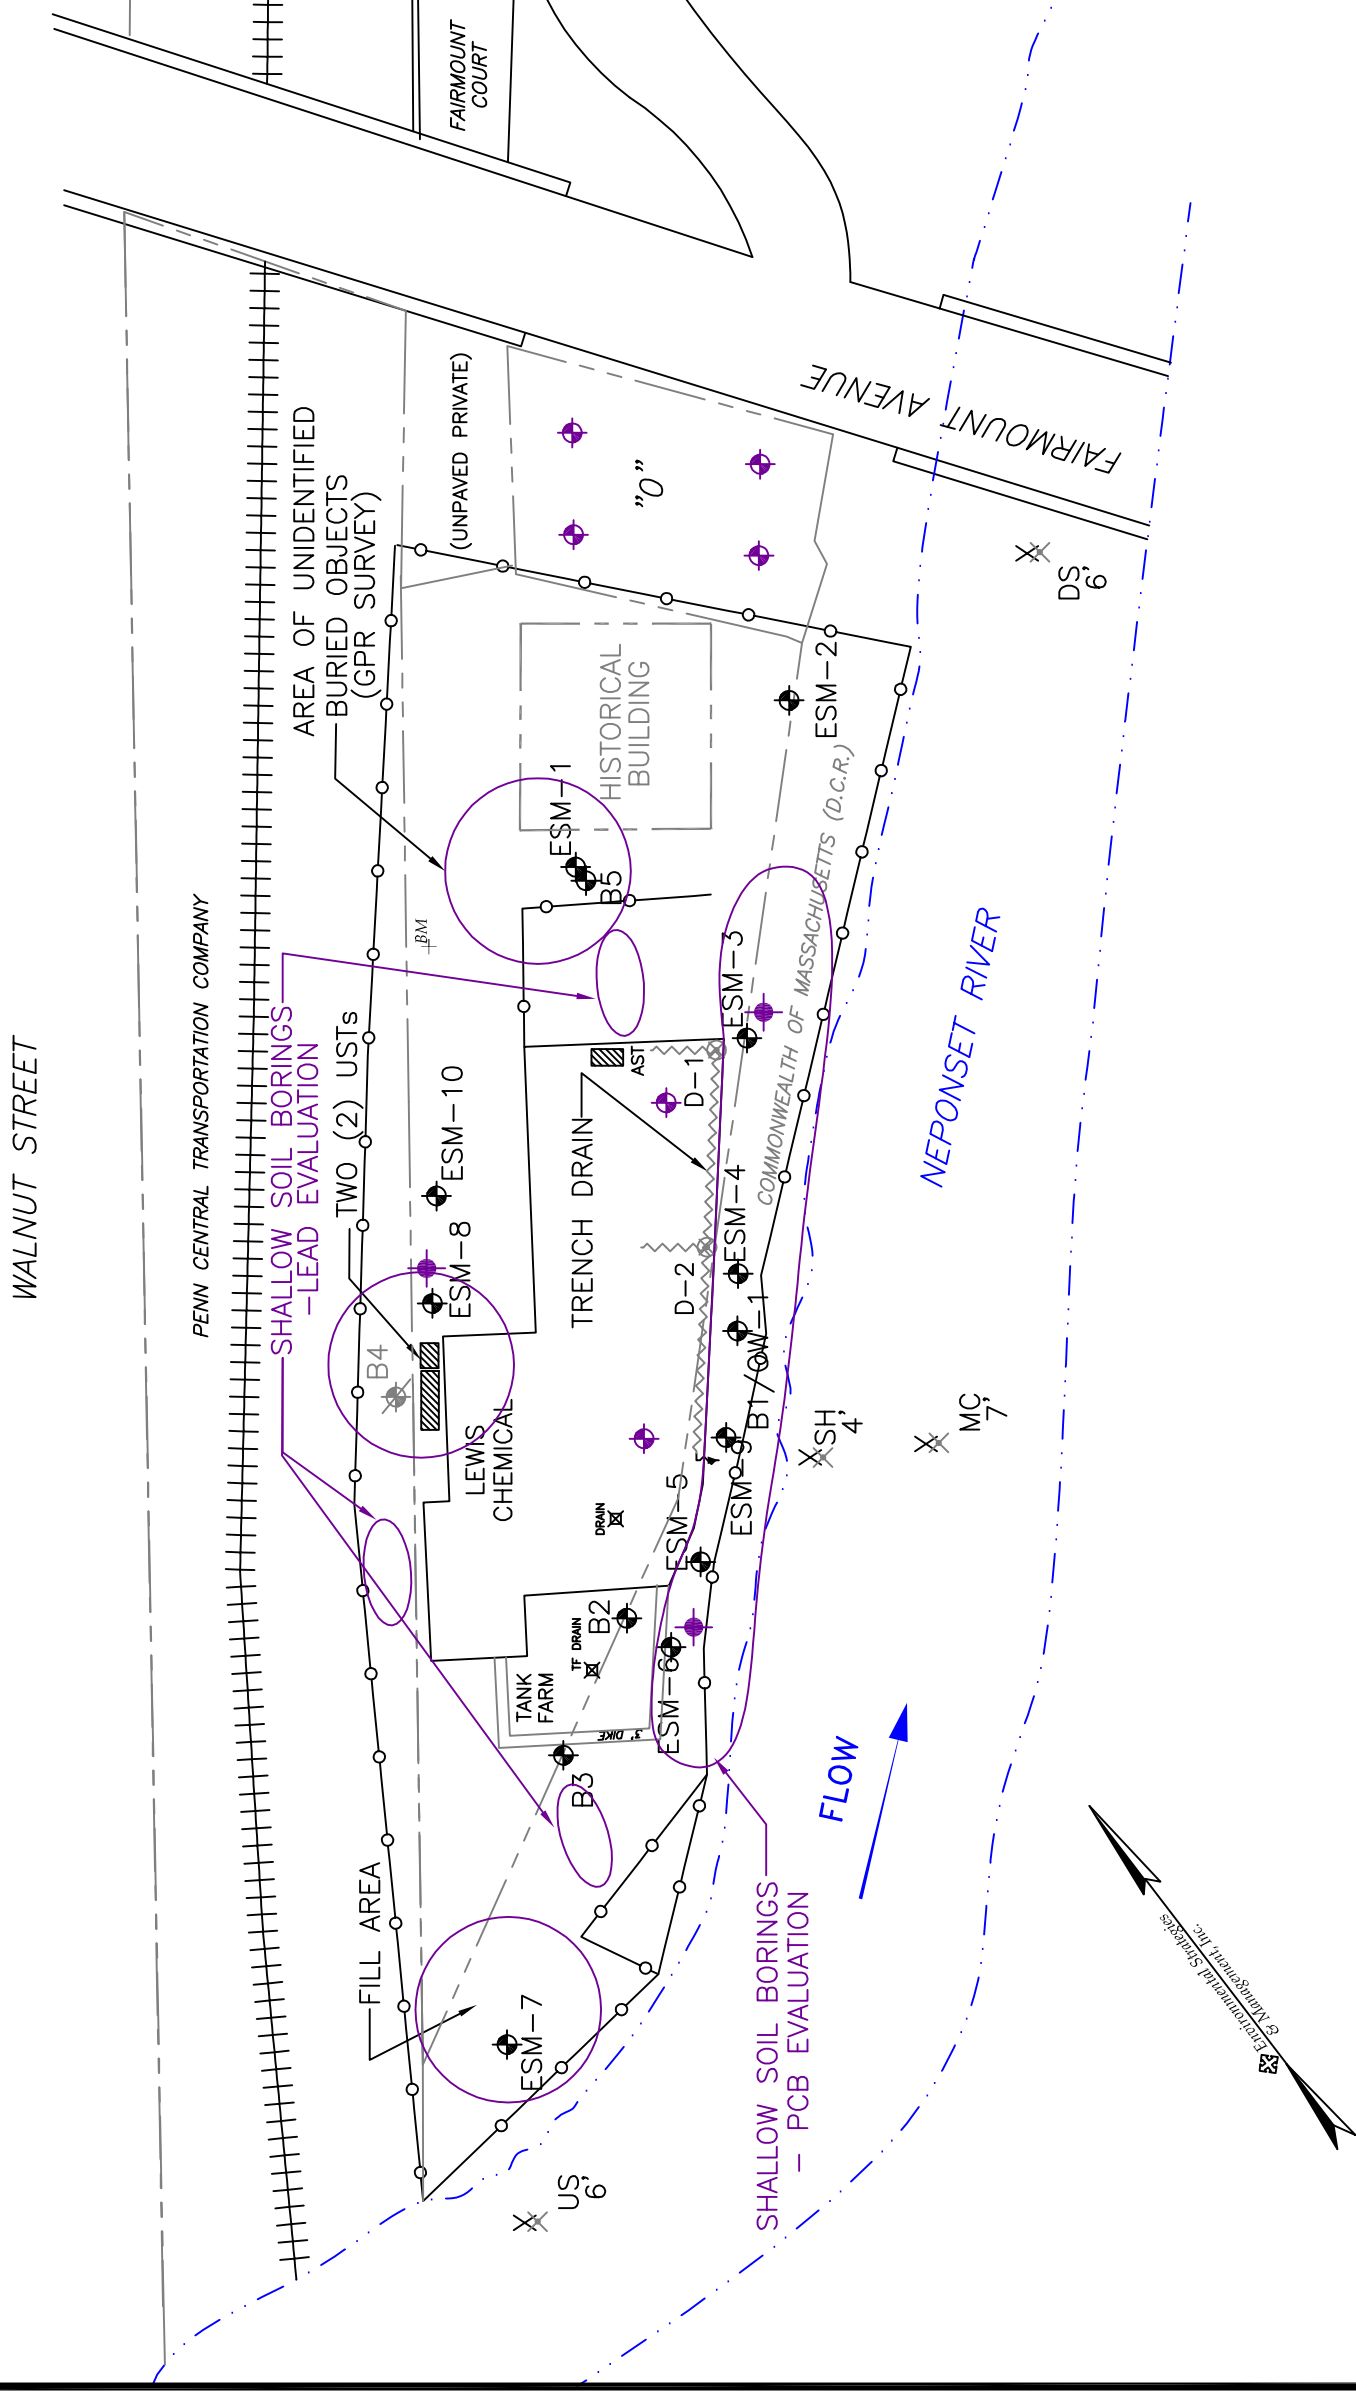 WALNUT STREET
PENN CENTRAL TRANSPORTATION COMPANY
FAIRMOUNT
COURT
FAIRMOUNT AVENUE
(UNPAVED PRIVATE)
"0"
AREA OF UNIDENTIFIED
BURIED OBJECTS
(GPR SURVEY)
HISTORICAL
BUILDING
ESM-1
B5
ESM-2
BM
SHALLOW SOIL BORINGS
-LEAD EVALUATION
TWO (2) USTs
ESM-10
ESM-8
B4
AST
D-1
TRENCH DRAIN
D-2
ESM-3
ESM-4
COMMONWEALTH OF MASSACHUSETTS (D.C.R.)
B1/OW-1
ESM-9
ESM-5
LEWIS
CHEMICAL
DRAIN
B2
TF DRAIN
TANK
FARM
3' DIKE
ESM-6
B3
FILL AREA
ESM-7
SHALLOW SOIL BORINGS
- PCB EVALUATION
NEPONSET RIVER
FLOW
DS,
6'
SH,
4'
MC,
7'
US,
6'
Environmental Strategies
& Management, Inc.